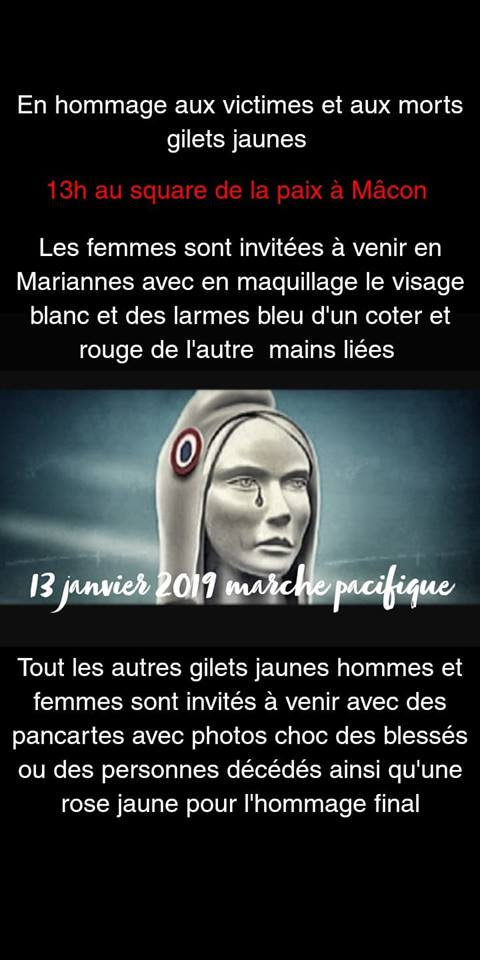 En hommage aux victimes et aux morts
gilets jaunes
13h au square de la paix à Mâcon
Les femmes sont invitées à venir en
Mariannes avec en maquillage le visage
blanc et des larmes bleu d'un coter et
rouge de l'autre  mains liées
13 janvier 2019 marche pacifique
Tout les autres gilets jaunes hommes et
femmes sont invités à venir avec des
pancartes avec photos choc des blessés
ou des personnes décédés ainsi qu'une
rose jaune pour l'hommage final